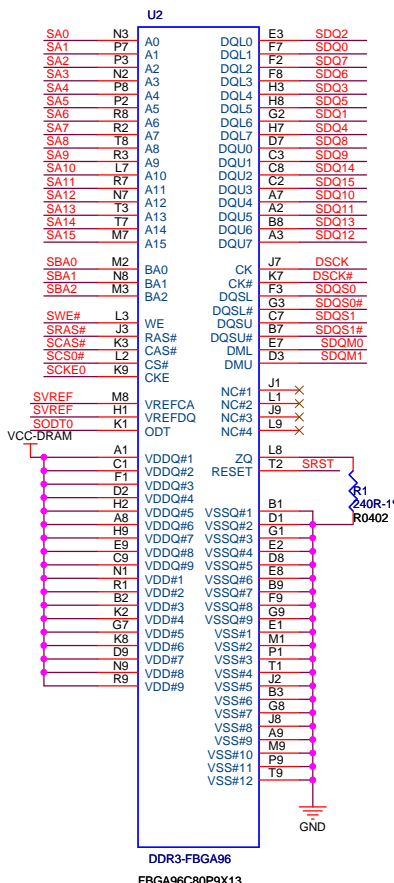 U2
SA0 N3 A0 DQL0 E3 SDQ2
SA1 P7 A1 DQL1 F7 SDQ0
SA2 P3 A2 DQL2 F2 SDQ7
SA3 N2 A3 DQL3 F8 SDQ6
SA4 P8 A4 DQL4 H3 SDQ3
SA5 P2 A5 DQL5 H8 SDQ5
SA6 R8 A6 DQL6 G2 SDQ1
SA7 R2 A7 DQL7 H7 SDQ4
SA8 T8 A8 DQU0 D7 SDQ8
SA9 R3 A9 DQU1 C3 SDQ9
SA10 L7 A10 DQU2 C8 SDQ14
SA11 R7 A11 DQU3 C2 SDQ15
SA12 N7 A12 DQU4 A7 SDQ10
SA13 T3 A13 DQU5 A2 SDQ11
SA14 T7 A14 DQU6 B8 SDQ13
SA15 M7 A15 DQU7 A3 SDQ12
SBA0 M2 BA0 CK J7 DSCK
SBA1 N8 BA1 CK# K7 DSCK#
SBA2 M3 BA2 DQSL F3 SDQS0
DQSL# G3 SDQS0#
SWE# L3 WE DQSU C7 SDQS1
SRAS# J3 RAS# DQSU# B7 SDQS1#
SCAS# K3 CAS# DML E7 SDQM0
SCS0# L2 CS# DMU D3 SDQM1
SCKE0 K9 CKE
NC#1 J1
SVREF M8 VREFCA NC#2 L1
SVREF H1 VREFDQ NC#3 J9
SODT0 K1 ODT NC#4 L9
VCC-DRAM
A1 VDDQ#1 ZQ L8
C1 VDDQ#2 RESET T2 SRST
F1 VDDQ#3
D2 VDDQ#4
R1
240R-1%
R0402
H2 VDDQ#5 VSSQ#1 B1
A8 VDDQ#6 VSSQ#2 D1
H9 VDDQ#7 VSSQ#3 G1
E9 VDDQ#8 VSSQ#4 E2
C9 VDDQ#9 VSSQ#5 D8
N1 VDD#1 VSSQ#6 E8
R1 VDD#2 VSSQ#7 B9
B2 VDD#3 VSSQ#8 F9
K2 VDD#4 VSSQ#9 G9
G7 VDD#5 VSS#1 E1
K8 VDD#6 VSS#2 M1
D9 VDD#7 VSS#3 P1
N9 VDD#8 VSS#4 T1
R9 VDD#9 VSS#5 J2
VSS#6 B3
VSS#7 G8
VSS#8 J8
VSS#9 A9
VSS#10 M9
VSS#11 P9
VSS#12 T9
GND
DDR3-FBGA96
FBGA96C80P9X13